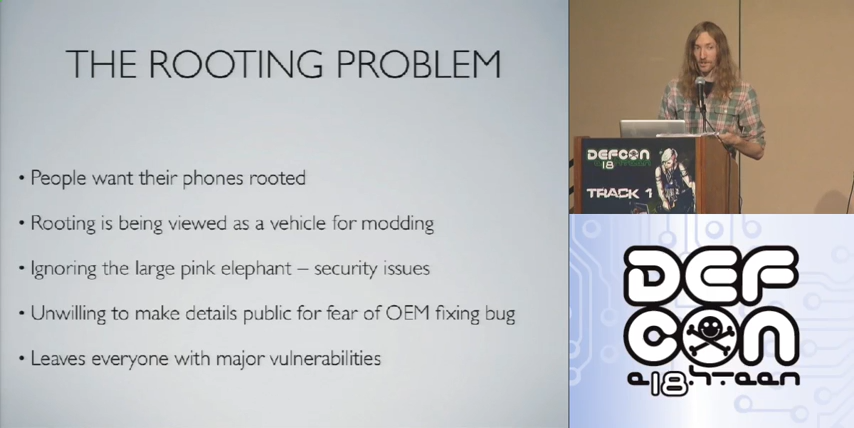 THE ROOTING PROBLEM
• People want their phones rooted
• Rooting is being viewed as a vehicle for modding
• Ignoring the large pink elephant – security issues
• Unwilling to make details public for fear of OEM fixing bug
• Leaves everyone with major vulnerabilities
DEFCON
18
TRACK 1
DEF
CON
e18h-teen